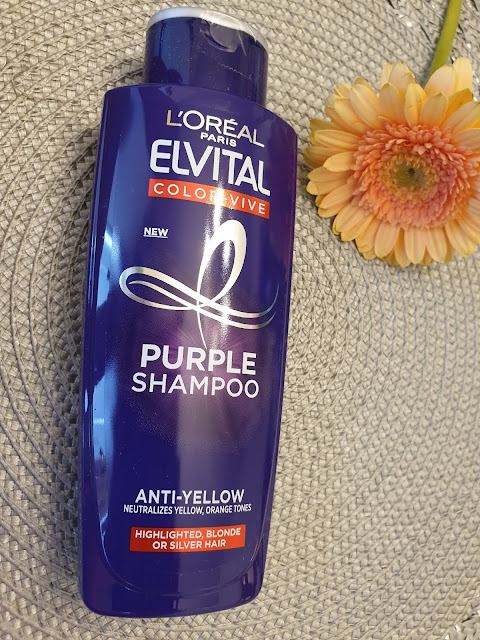 L'ORÉAL
PARIS
ELVITAL
COLOR-VIVE
NEW
PURPLE
SHAMPOO
ANTI-YELLOW
NEUTRALIZES YELLOW, ORANGE TONES
HIGHLIGHTED, BLONDE
OR SILVER HAIR